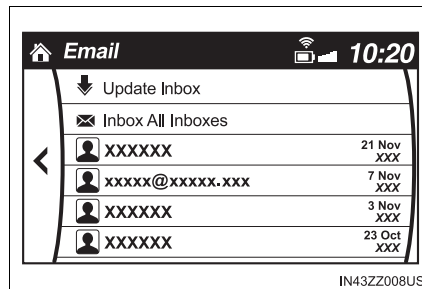 Email 10:20
Update Inbox
Inbox All Inboxes
XXXXXX 21 Nov
XXX
xxxxx@xxxxx.xxx 7 Nov
XXX
XXXXXX 3 Nov
XXX
XXXXXX 23 Oct
XXX
IN43ZZ008US